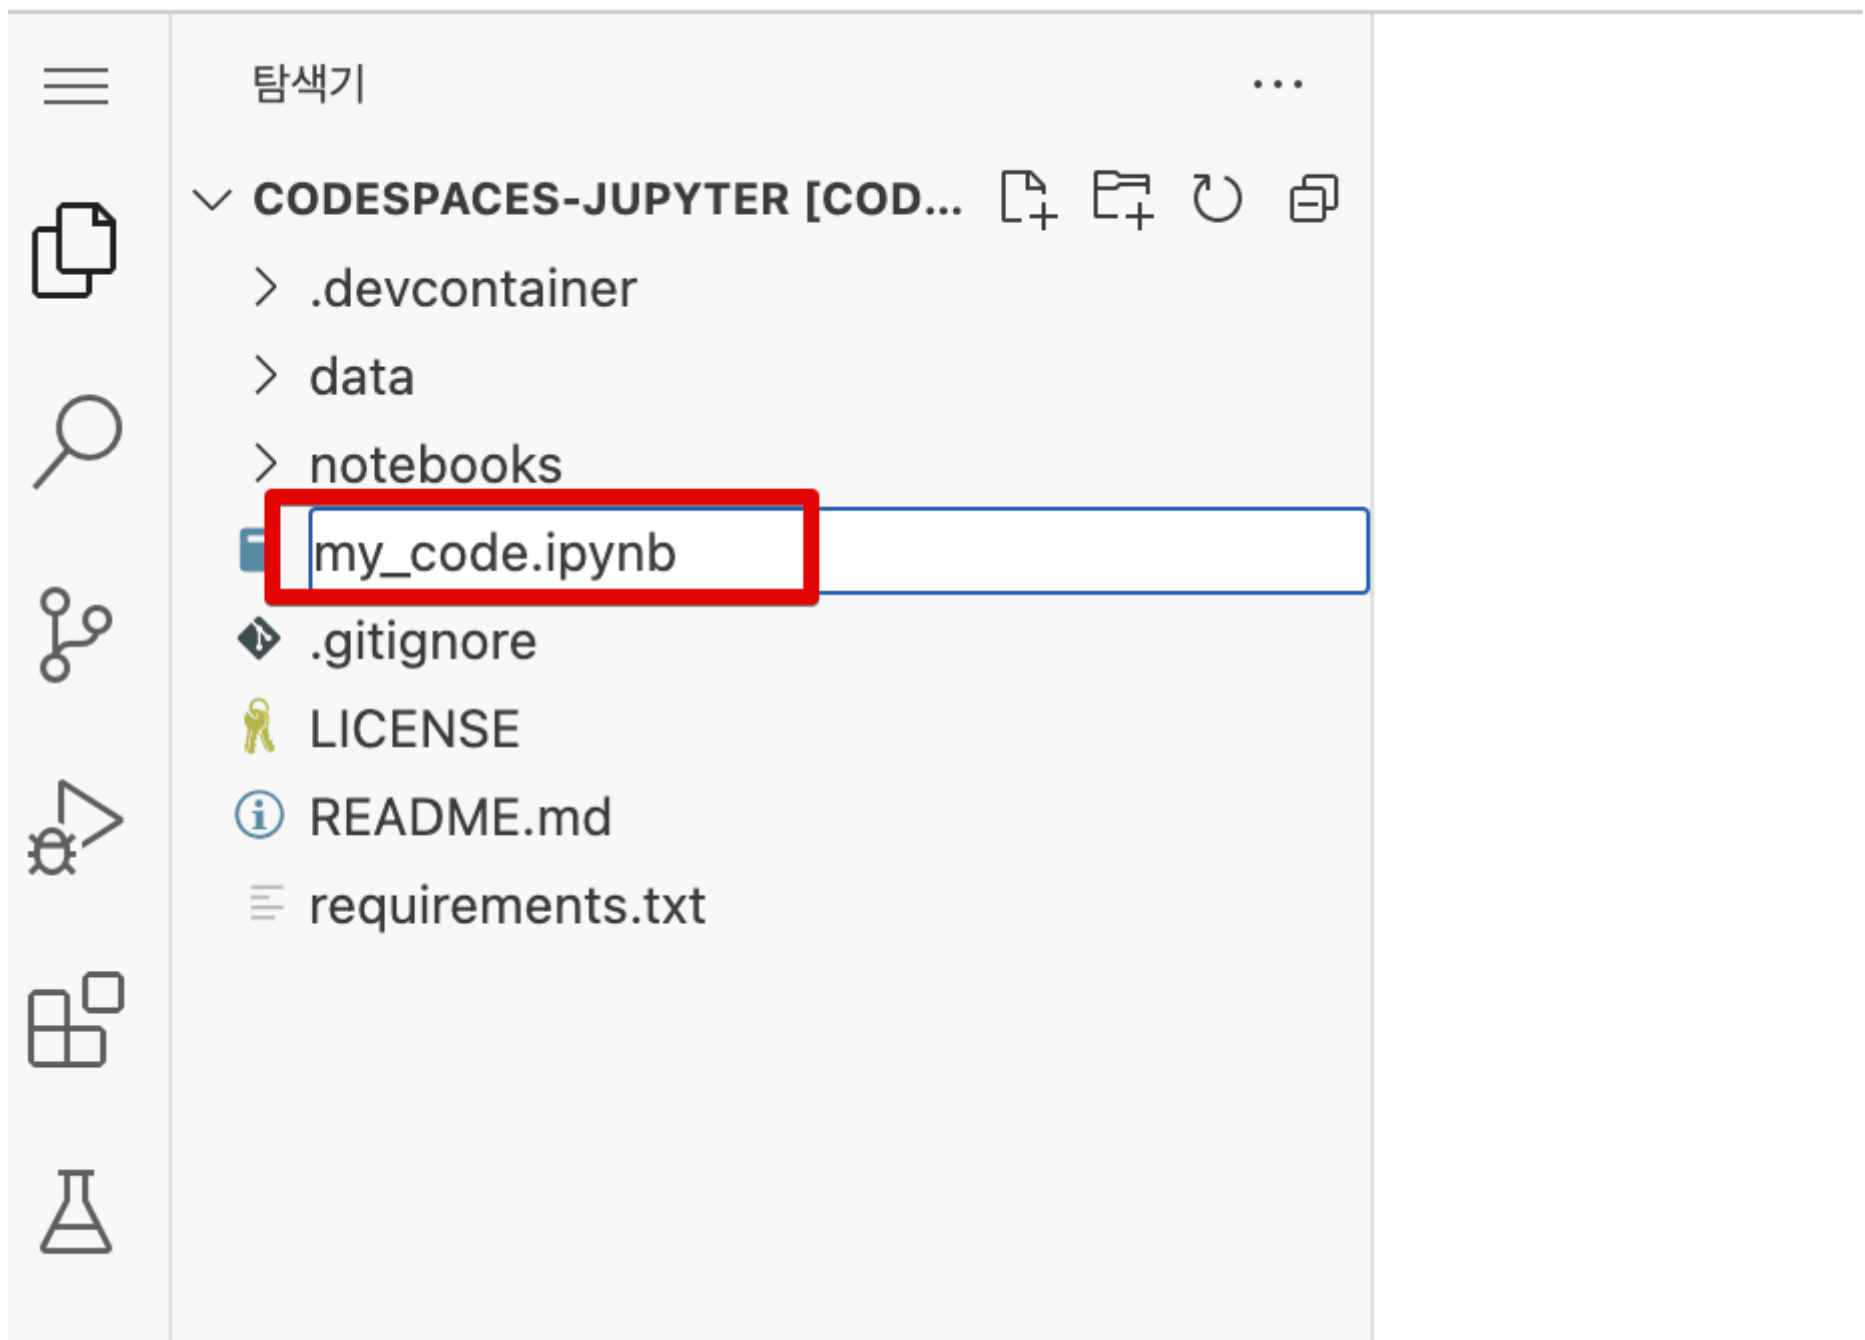 탐색기
CODESPACES-JUPYTER [COD...
.devcontainer
data
notebooks
my_code.ipynb
.gitignore
LICENSE
README.md
requirements.txt